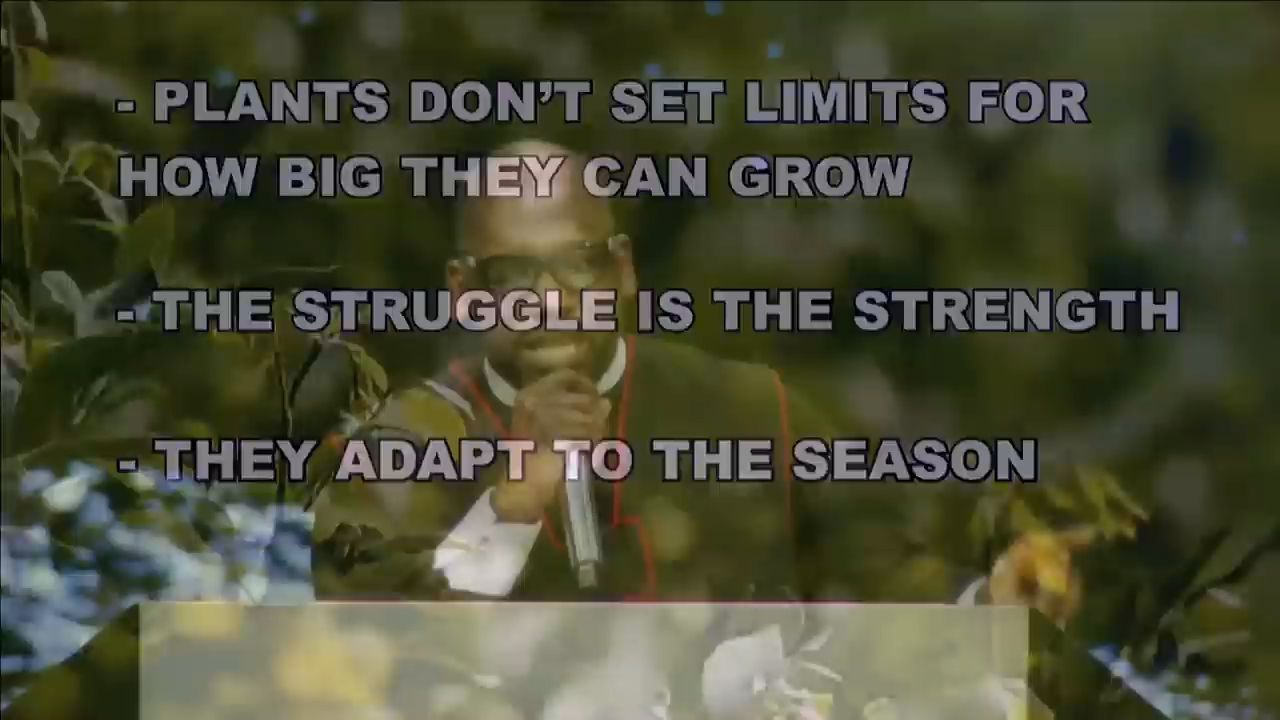 - PLANTS DON’T SET LIMITS FOR
HOW BIG THEY CAN GROW
- THE STRUGGLE IS THE STRENGTH
- THEY ADAPT TO THE SEASON